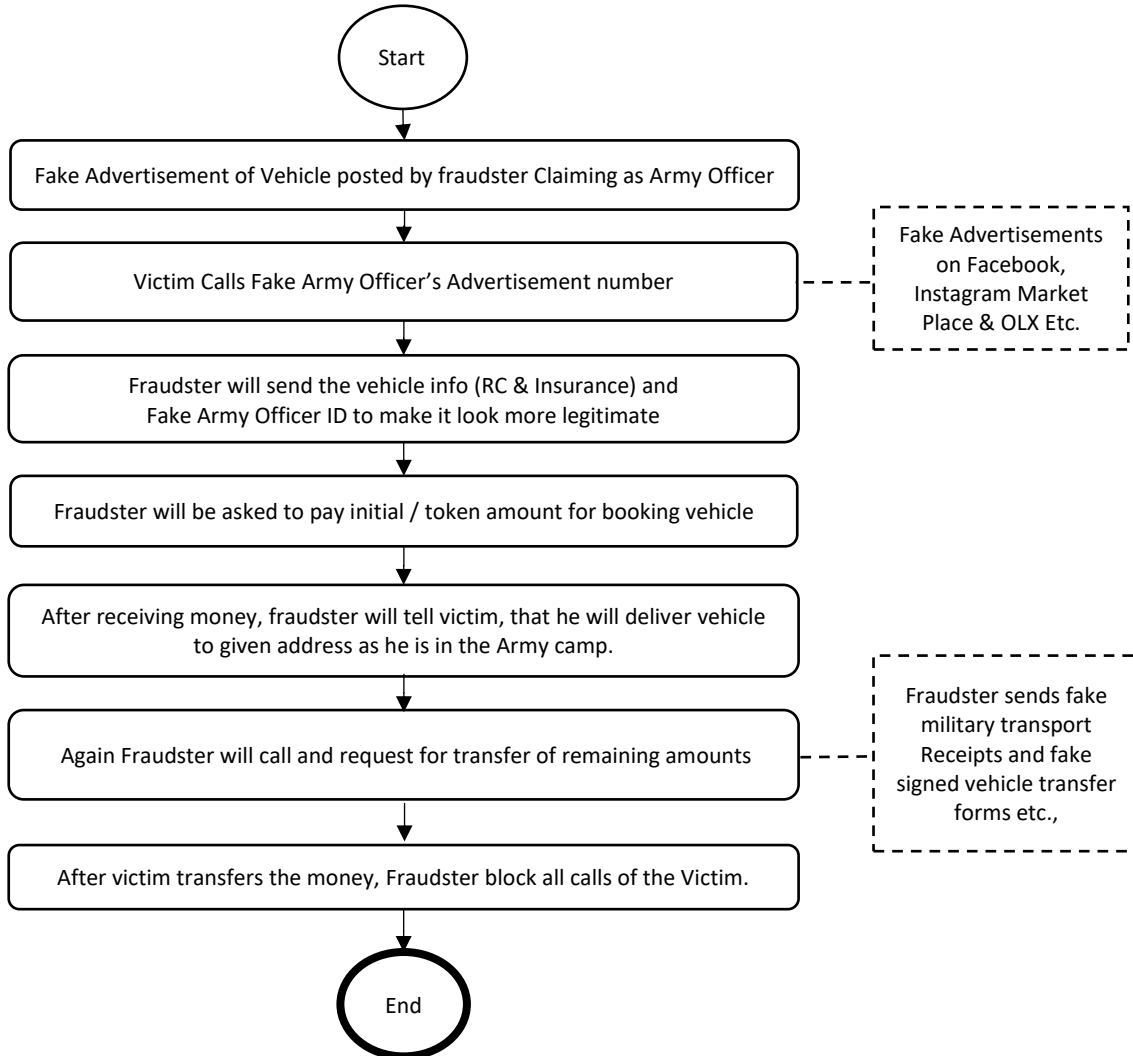 Start
Fake Advertisement of Vehicle posted by fraudster Claiming as Army Officer
Victim Calls Fake Army Officer’s Advertisement number
Fake Advertisements
on Facebook,
Instagram Market
Place & OLX Etc.
Fraudster will send the vehicle info (RC & Insurance) and
Fake Army Officer ID to make it look more legitimate
Fraudster will be asked to pay initial / token amount for booking vehicle
After receiving money, fraudster will tell victim, that he will deliver vehicle
to given address as he is in the Army camp.
Again Fraudster will call and request for transfer of remaining amounts
Fraudster sends fake
military transport
Receipts and fake
signed vehicle transfer
forms etc.,
After victim transfers the money, Fraudster block all calls of the Victim.
End